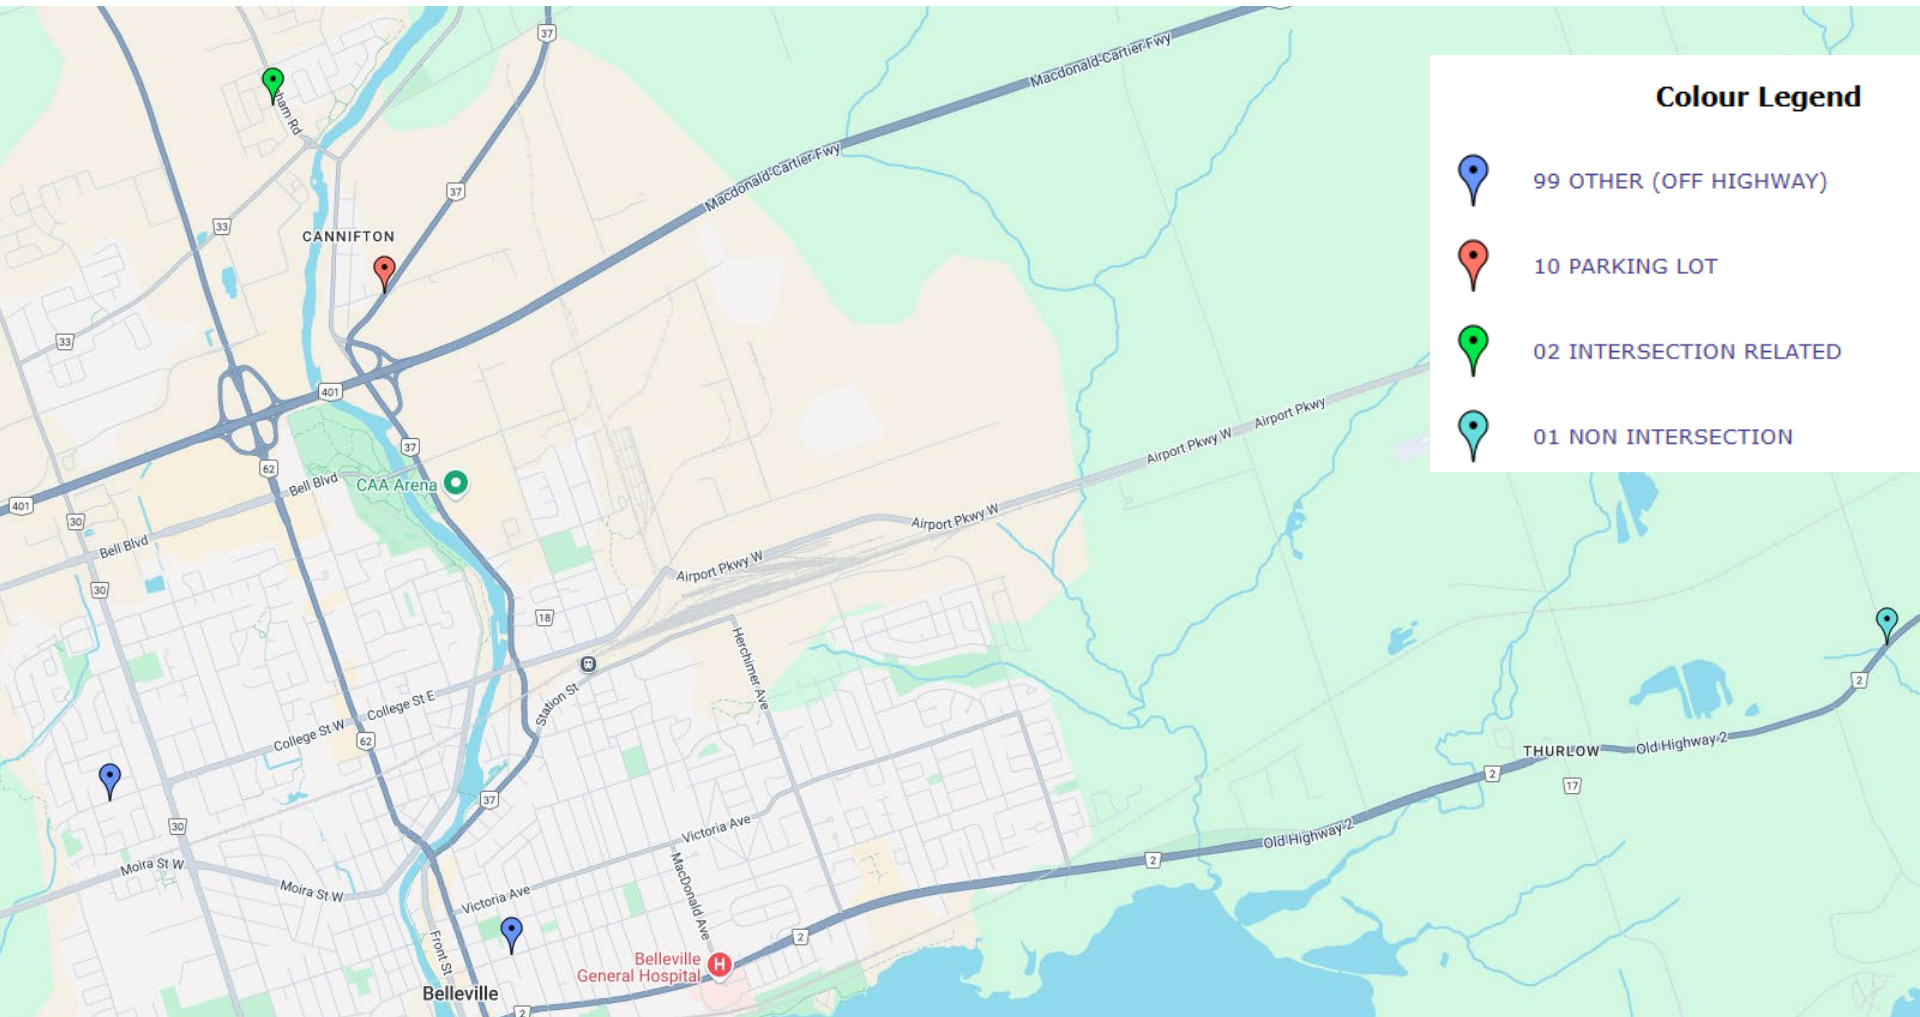 37
Macdonald-Cartier Fwy
Colour Legend
99 OTHER (OFF HIGHWAY)
10 PARKING LOT
02 INTERSECTION RELATED
01 NON INTERSECTION
ham Rd
Macdonald-Cartier Fwy
37
33
CANNIFTON
33
401
37
62
Bell Blvd
CAA Arena
401
30
Bell Blvd
Airport Pkwy
Airport Pkwy W
Airport Pkwy W
Airport Pkwy W
30
18
Herchimer Ave
Station St
College St E
College St W
62
2
THURLOW
Old Highway 2
2
17
37
30
Victoria Ave
Old Highway 2
2
Moira St W
Moira St W
MacDonald Ave
Victoria Ave
Front St
2
Belleville
General Hospital
H
Belleville
2